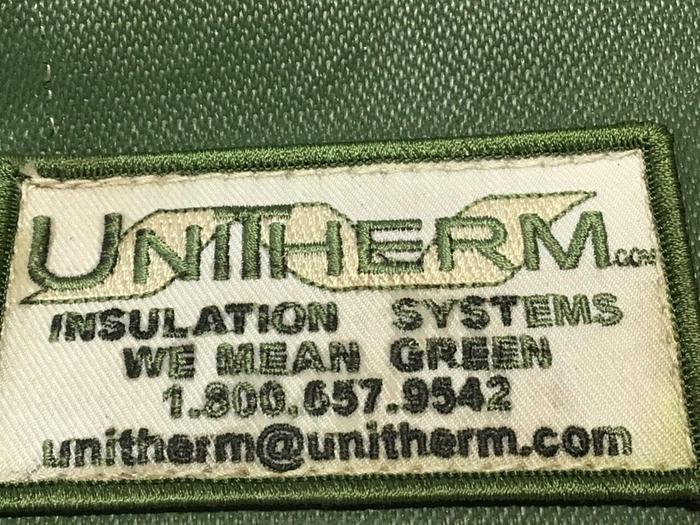 UNITHERM.COM
INSULATION SYSTEMS
WE MEAN GREEN
1.800.657.9542
unitherm@unitherm.com